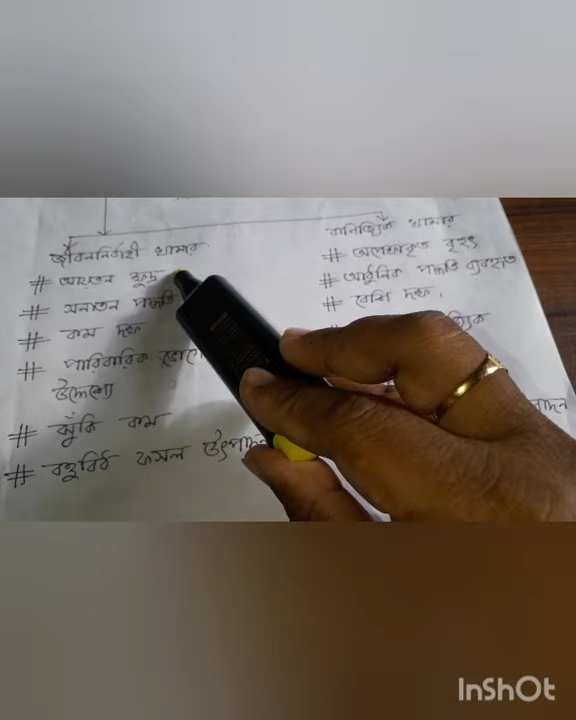 জীবননির্বাহী খামার
# আয়তন ক্ষুদ্র
# সনাতন পদ্ধতি
# কম দক্ষ
# পারিবারিক
উদ্দেশ্যে
# ঝুঁকি কম
# বহুবিধ ফসল উৎপাদন
বানিজ্যিক খামার
# অপেক্ষাকৃত বৃহৎ
# আধুনিক পদ্ধতি ব্যবহৃত
# বেশি দক্ষ
InShOt